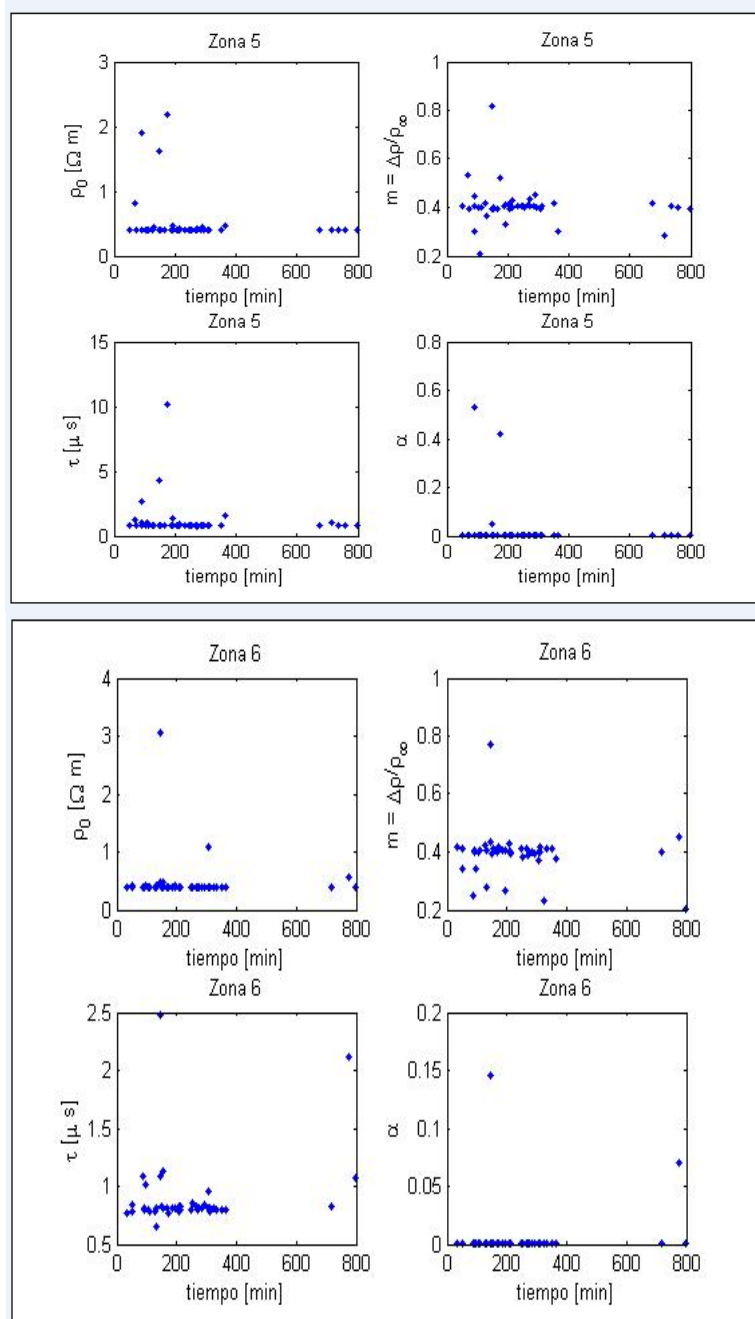 Zona 5
ρ₀ [Ω m]
3
2
1
0
0 200 400 600 800
tiempo [min]
Zona 5
m = Δρ/ρ∞
1
0.8
0.6
0.4
0.2
0 200 400 600 800
tiempo [min]
Zona 5
τ [μ s]
15
10
5
0
0 200 400 600 800
tiempo [min]
Zona 5
α
0.8
0.6
0.4
0.2
0
0 200 400 600 800
tiempo [min]
Zona 6
ρ₀ [Ω m]
4
3
2
1
0
0 200 400 600 800
tiempo [min]
Zona 6
m = Δρ/ρ∞
1
0.8
0.6
0.4
0.2
0 200 400 600 800
tiempo [min]
Zona 6
τ [μ s]
2.5
2
1.5
1
0.5
0 200 400 600 800
tiempo [min]
Zona 6
α
0.2
0.15
0.1
0.05
0
0 200 400 600 800
tiempo [min]